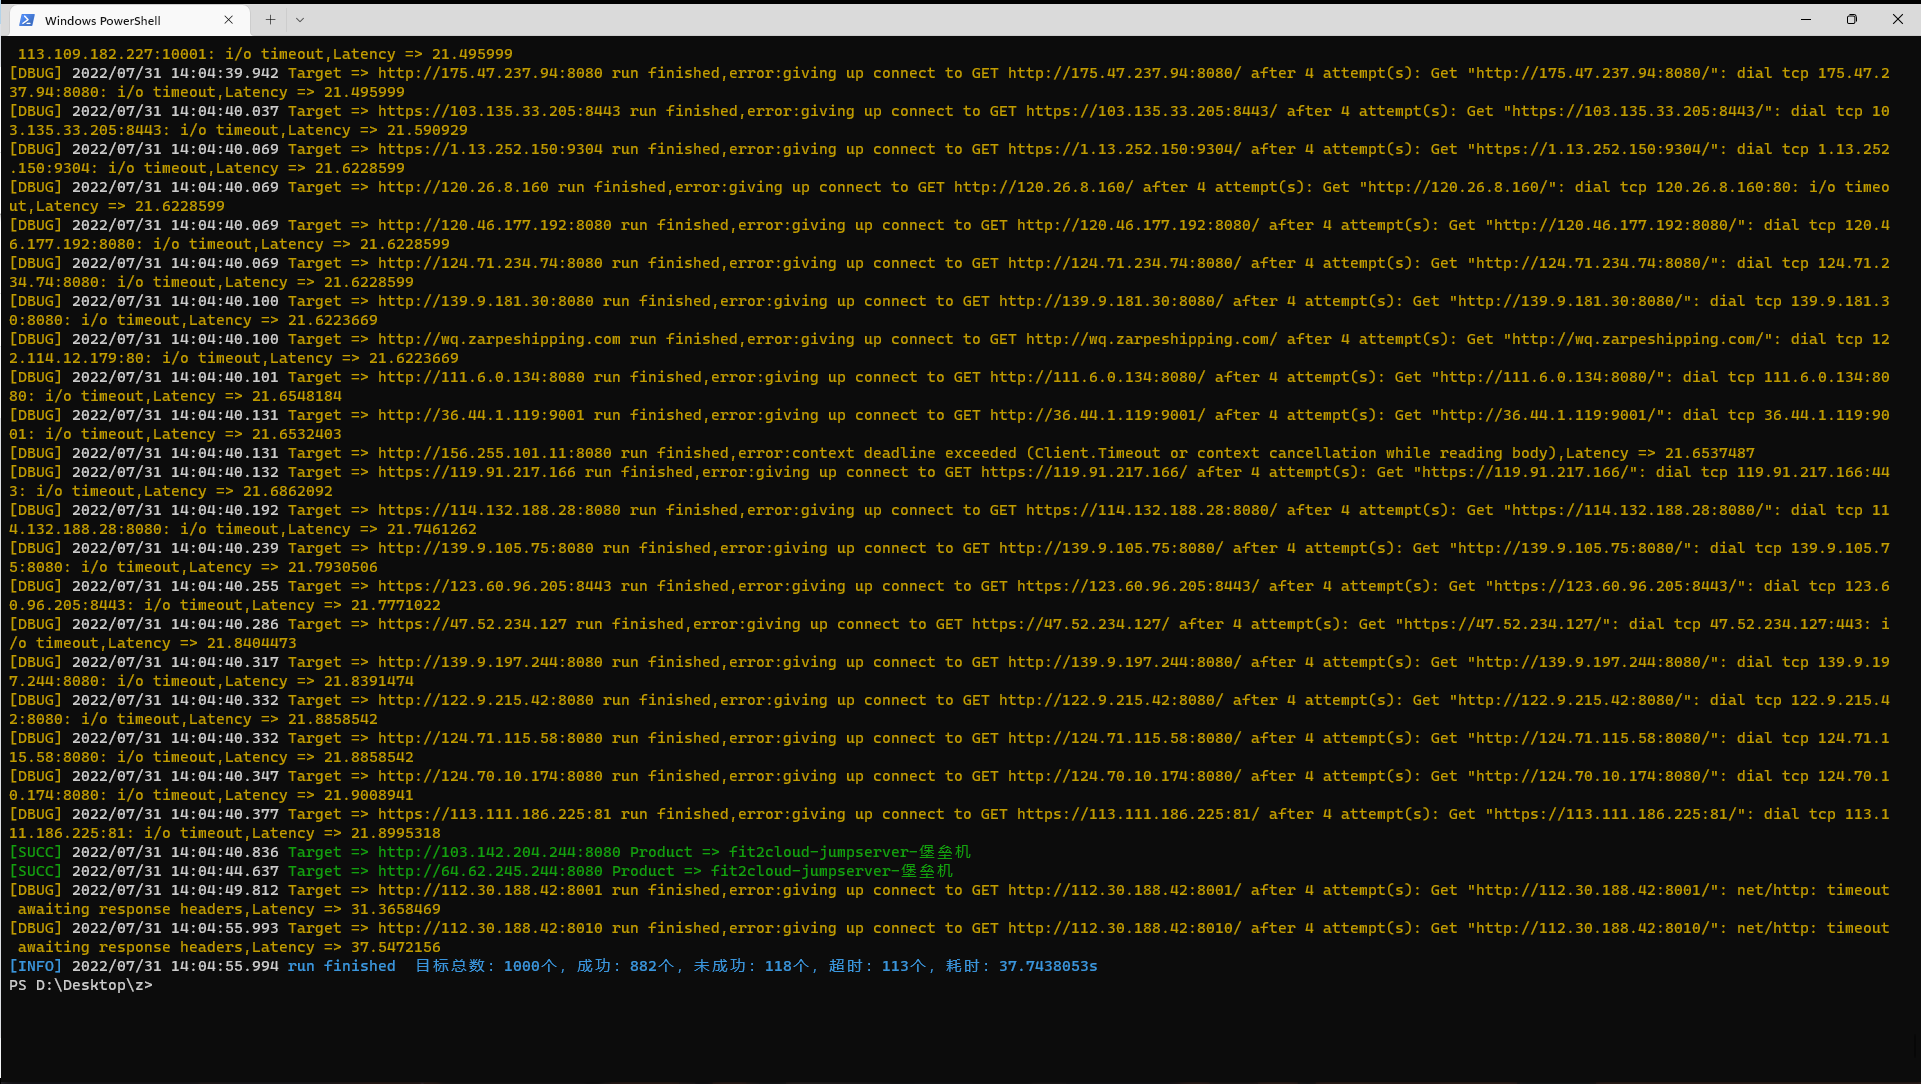 Windows PowerShell
113.109.182.227:10001: i/o timeout,Latency => 21.495999
[DBUG] 2022/07/31 14:04:39.942 Target => http://175.47.237.94:8080 run finished,error:giving up connect to GET http://175.47.237.94:8080/ after 4 attempt(s): Get "http://175.47.237.94:8080/": dial tcp 175.47.2
37.94:8080: i/o timeout,Latency => 21.495999
[DBUG] 2022/07/31 14:04:40.037 Target => https://103.135.33.205:8443 run finished,error:giving up connect to GET https://103.135.33.205:8443/ after 4 attempt(s): Get "https://103.135.33.205:8443/": dial tcp 10
3.135.33.205:8443: i/o timeout,Latency => 21.590929
[DBUG] 2022/07/31 14:04:40.069 Target => https://1.13.252.150:9304 run finished,error:giving up connect to GET https://1.13.252.150:9304/ after 4 attempt(s): Get "https://1.13.252.150:9304/": dial tcp 1.13.252
.150:9304: i/o timeout,Latency => 21.6228599
[DBUG] 2022/07/31 14:04:40.069 Target => http://120.26.8.160 run finished,error:giving up connect to GET http://120.26.8.160/ after 4 attempt(s): Get "http://120.26.8.160/": dial tcp 120.26.8.160:80: i/o timeo
ut,Latency => 21.6228599
[DBUG] 2022/07/31 14:04:40.069 Target => http://120.46.177.192:8080 run finished,error:giving up connect to GET http://120.46.177.192:8080/ after 4 attempt(s): Get "http://120.46.177.192:8080/": dial tcp 120.4
6.177.192:8080: i/o timeout,Latency => 21.6228599
[DBUG] 2022/07/31 14:04:40.069 Target => http://124.71.234.74:8080 run finished,error:giving up connect to GET http://124.71.234.74:8080/ after 4 attempt(s): Get "http://124.71.234.74:8080/": dial tcp 124.71.2
34.74:8080: i/o timeout,Latency => 21.6228599
[DBUG] 2022/07/31 14:04:40.100 Target => http://139.9.181.30:8080 run finished,error:giving up connect to GET http://139.9.181.30:8080/ after 4 attempt(s): Get "http://139.9.181.30:8080/": dial tcp 139.9.181.3
0:8080: i/o timeout,Latency => 21.6223669
[DBUG] 2022/07/31 14:04:40.100 Target => http://wq.zarpeshipping.com run finished,error:giving up connect to GET http://wq.zarpeshipping.com/ after 4 attempt(s): Get "http://wq.zarpeshipping.com/": dial tcp 12
2.114.12.179:80: i/o timeout,Latency => 21.6223669
[DBUG] 2022/07/31 14:04:40.101 Target => http://111.6.0.134:8080 run finished,error:giving up connect to GET http://111.6.0.134:8080/ after 4 attempt(s): Get "http://111.6.0.134:8080/": dial tcp 111.6.0.134:80
80: i/o timeout,Latency => 21.6548184
[DBUG] 2022/07/31 14:04:40.131 Target => http://36.44.1.119:9001 run finished,error:giving up connect to GET http://36.44.1.119:9001/ after 4 attempt(s): Get "http://36.44.1.119:9001/": dial tcp 36.44.1.119:90
01: i/o timeout,Latency => 21.6532403
[DBUG] 2022/07/31 14:04:40.131 Target => http://156.255.101.11:8080 run finished,error:context deadline exceeded (Client.Timeout or context cancellation while reading body),Latency => 21.6537487
[DBUG] 2022/07/31 14:04:40.132 Target => https://119.91.217.166 run finished,error:giving up connect to GET https://119.91.217.166/ after 4 attempt(s): Get "https://119.91.217.166/": dial tcp 119.91.217.166:44
3: i/o timeout,Latency => 21.6862092
[DBUG] 2022/07/31 14:04:40.192 Target => https://114.132.188.28:8080 run finished,error:giving up connect to GET https://114.132.188.28:8080/ after 4 attempt(s): Get "https://114.132.188.28:8080/": dial tcp 11
4.132.188.28:8080: i/o timeout,Latency => 21.7461262
[DBUG] 2022/07/31 14:04:40.239 Target => http://139.9.105.75:8080 run finished,error:giving up connect to GET http://139.9.105.75:8080/ after 4 attempt(s): Get "http://139.9.105.75:8080/": dial tcp 139.9.105.7
5:8080: i/o timeout,Latency => 21.7930506
[DBUG] 2022/07/31 14:04:40.255 Target => https://123.60.96.205:8443 run finished,error:giving up connect to GET https://123.60.96.205:8443/ after 4 attempt(s): Get "https://123.60.96.205:8443/": dial tcp 123.6
0.96.205:8443: i/o timeout,Latency => 21.7771022
[DBUG] 2022/07/31 14:04:40.286 Target => https://47.52.234.127 run finished,error:giving up connect to GET https://47.52.234.127/ after 4 attempt(s): Get "https://47.52.234.127/": dial tcp 47.52.234.127:443: i
/o timeout,Latency => 21.8404473
[DBUG] 2022/07/31 14:04:40.317 Target => http://139.9.197.244:8080 run finished,error:giving up connect to GET http://139.9.197.244:8080/ after 4 attempt(s): Get "http://139.9.197.244:8080/": dial tcp 139.9.19
7.244:8080: i/o timeout,Latency => 21.8391474
[DBUG] 2022/07/31 14:04:40.332 Target => http://122.9.215.42:8080 run finished,error:giving up connect to GET http://122.9.215.42:8080/ after 4 attempt(s): Get "http://122.9.215.42:8080/": dial tcp 122.9.215.4
2:8080: i/o timeout,Latency => 21.8858542
[DBUG] 2022/07/31 14:04:40.332 Target => http://124.71.115.58:8080 run finished,error:giving up connect to GET http://124.71.115.58:8080/ after 4 attempt(s): Get "http://124.71.115.58:8080/": dial tcp 124.71.1
15.58:8080: i/o timeout,Latency => 21.8858542
[DBUG] 2022/07/31 14:04:40.347 Target => http://124.70.10.174:8080 run finished,error:giving up connect to GET http://124.70.10.174:8080/ after 4 attempt(s): Get "http://124.70.10.174:8080/": dial tcp 124.70.1
0.174:8080: i/o timeout,Latency => 21.9008941
[DBUG] 2022/07/31 14:04:40.377 Target => https://113.111.186.225:81 run finished,error:giving up connect to GET https://113.111.186.225:81/ after 4 attempt(s): Get "https://113.111.186.225:81/": dial tcp 113.1
11.186.225:81: i/o timeout,Latency => 21.8995318
[SUCC] 2022/07/31 14:04:40.836 Target => http://103.142.204.244:8080 Product => fit2cloud-jumpserver-堡垒机
[SUCC] 2022/07/31 14:04:44.637 Target => http://64.62.245.244:8080 Product => fit2cloud-jumpserver-堡垒机
[DBUG] 2022/07/31 14:04:49.812 Target => http://112.30.188.42:8001 run finished,error:giving up connect to GET http://112.30.188.42:8001/ after 4 attempt(s): Get "http://112.30.188.42:8001/": net/http: timeout
awaiting response headers,Latency => 31.3658469
[DBUG] 2022/07/31 14:04:55.993 Target => http://112.30.188.42:8010 run finished,error:giving up connect to GET http://112.30.188.42:8010/ after 4 attempt(s): Get "http://112.30.188.42:8010/": net/http: timeout
awaiting response headers,Latency => 37.5472156
[INFO] 2022/07/31 14:04:55.994 run finished  目标总数: 1000个, 成功: 882个, 未成功: 118个, 超时: 113个, 耗时: 37.7438053s
PS D:\Desktop\z>